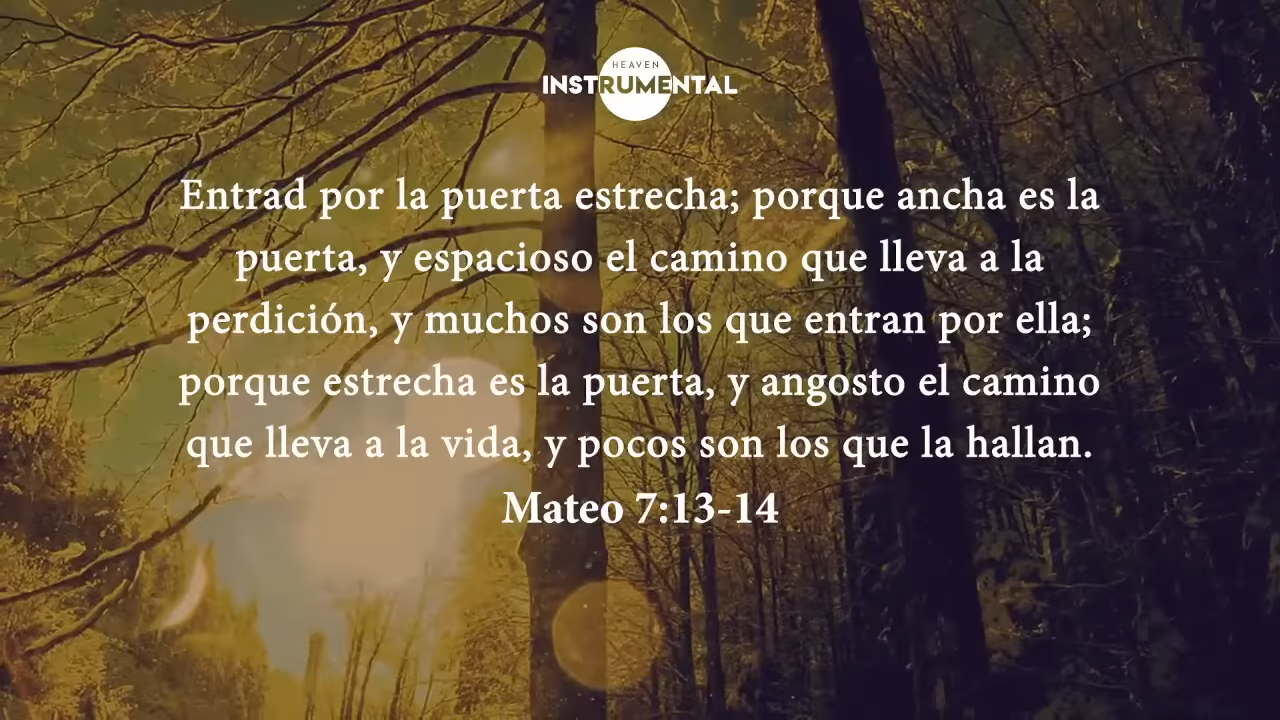 HEAVEN
INSTRUMENTAL
Entrad por la puerta estrecha; porque ancha es la
puerta, y espacioso el camino que lleva a la
perdición, y muchos son los que entran por ella;
porque estrecha es la puerta, y angosto el camino
que lleva a la vida, y pocos son los que la hallan.
Mateo 7:13-14